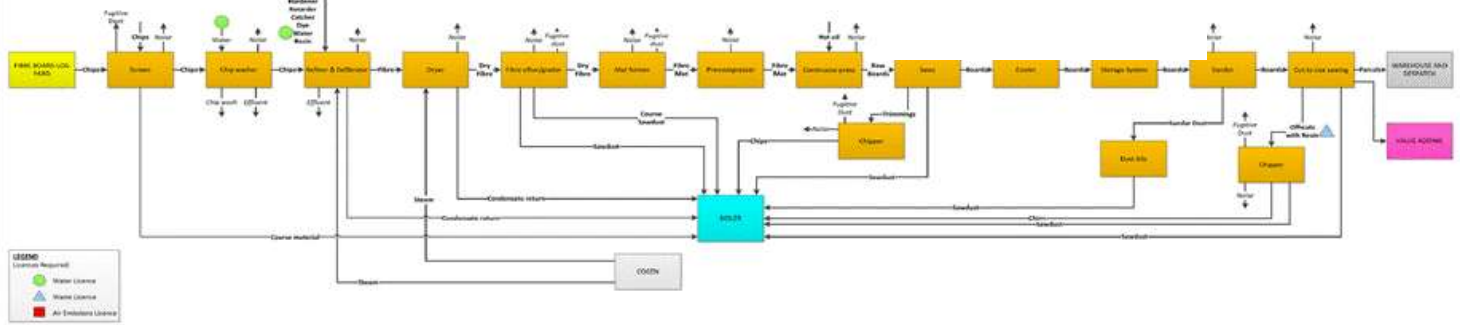 Hardener
Retarder
Catcher
Dye
Water
Resin
Fugitive
Dust
Chips
Noise
Water
Noise
Noise
Noise
Noise
Fugitive
dust
Noise
Fugitive
dust
Noise
Hot oil
Noise
Noise
Noise
FIBRE BOARD LOG
YARD
Chips
Screen
Chips
Chip washer
Chips
Refiner & Defibrator
Fibre
Dryer
Dry
Fibre
Dry
Fibre
Mat former
Fibre
Mat
Fibre
Mat
Continuous press
Raw
Boards
Saws
Boards
Cooler
Boards
Storage System
Boards
Sander
Boards
Cut to size sawing
Parcels
WAREHOUSE AND
DESPATCH
Chip wash
Effluent
Effluent
Course
Sawdust
Sawdust
Fugitive
Dust
Trimmings
Noise
Chipper
Chips
Sawdust
Sander Dust
Dust Silo
Fugitive
Dust
Offcuts
with Resin
Chipper
Noise
VALUE ADDING
Steam
Condensate return
Condensate return
Course material
BOILER
Sawdust
Chips
Sawdust
Sawdust
COGEN
Steam
LEGEND
Licences Required:
Water Licence
Waste Licence
Air Emissions Licence